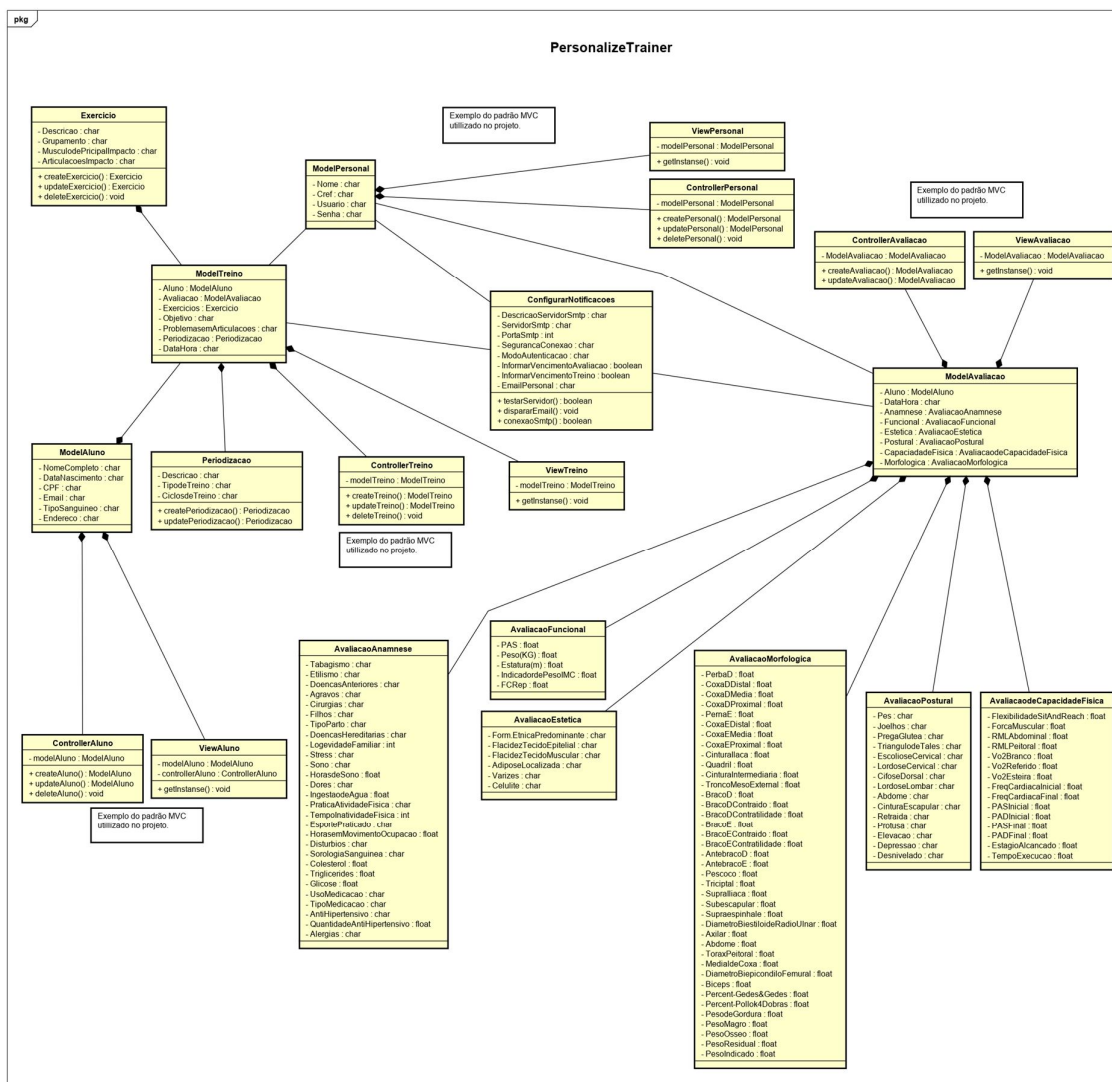 pkg
PersonalizeTrainer
Exercicio
- Descricao : char
- Grupamento : char
- MusculodePricipalImpacto : char
- ArticulacoesImpacto : char
+ createExercicio() : Exercicio
+ updateExercicio() : Exercicio
+ deleteExercicio() : void
Exemplo do padrão MVC
utillizado no projeto.
ModelPersonal
- Nome : char
- Cref : char
- Usuario : char
- Senha : char
ViewPersonal
- modelPersonal : ModelPersonal
+ getInstanse() : void
ControllerPersonal
- modelPersonal : ModelPersonal
+ createPersonal() : ModelPersonal
+ updatePersonal() : ModelPersonal
+ deletePersonal() : void
Exemplo do padrão MVC
utillizado no projeto.
ControllerAvaliacao
- ModelAvaliacao : ModelAvaliacao
+ createAvaliacao() : ModelAvaliacao
+ updateAvaliacao() : ModelAvaliacao
ViewAvaliacao
- ModelAvaliacao : ModelAvaliacao
+ getInstanse() : void
ModelTreino
- Aluno : ModelAluno
- Avaliacao : ModelAvaliacao
- Exercicios : Exercicio
- Objetivo : char
- ProblemasemArticulacoes : char
- Periodizacao : Periodizacao
- DataHora : char
ConfigurarNotificacoes
- DescricaoServidorSmtp : char
- ServidorSmtp : char
- PortaSmtp : int
- SegurancaConexao : char
- ModoAutenticacao : char
- InformarVencimentoAvaliacao : boolean
- InformarVencimentoTreino : boolean
- EmailPersonal : char
+ testarServidor() : boolean
+ dispararEmail() : void
+ conexaoSmtp() : boolean
ModelAvaliacao
- Aluno : ModelAluno
- DataHora : char
- Anamnese : AvaliacaoAnamnese
- Funcional : AvaliacaoFuncional
- Estetica : AvaliacaoEstetica
- Postural : AvaliacaoPostural
- CapaciadadeFisica : AvaliacaodeCapacidadeFisica
- Morfologica : AvaliacaoMorfologica
ModelAluno
- NomeCompleto : char
- DataNascimento : char
- CPF : char
- Email : char
- TipoSanguineo : char
- Endereco : char
Periodizacao
- Descricao : char
- TipodeTreino : char
- CiclosdeTreino : char
+ createPeriodizacao() : Periodizacao
+ updatePeriodizacao() : Periodizacao
ControllerTreino
- modelTreino : ModelTreino
+ createTreino() : ModelTreino
+ updateTreino() : ModelTreino
+ deleteTreino() : void
Exemplo do padrão MVC
utillizado no projeto.
ViewTreino
- modelTreino : ModelTreino
+ getInstanse() : void
ControllerAluno
- modelAluno : ModelAluno
+ createAluno() : ModelAluno
+ updateAluno() : ModelAluno
+ deleteAluno() : void
ViewAluno
- modelAluno : ModelAluno
- controllerAluno : ControllerAluno
+ getInstanse() : void
Exemplo do padrão MVC
utillizado no projeto.
AvaliacaoAnamnese
- Tabagismo : char
- Etilismo : char
- DoencasAnteriores : char
- Agravos : char
- Cirurgias : char
- Filhos : char
- TipoParto : char
- DoencasHereditarias : char
- LogevidadeFamiliar : int
- Stress : char
- Sono : char
- HorasdeSono : float
- Dores : char
- IngestaodeAgua : float
- PraticaAtividadeFisica : char
- TempoInatividadeFisica : int
- EsportePraticado : char
- HorasemMovimentoOcupacao : float
- Disturbios : char
- SorologiaSanguinea : char
- Colesterol : float
- Triglicerides : float
- Glicose : float
- UsoMedicacao : char
- TipoMedicacao : char
- AntiHipertensivo : char
- QuantidadeAntiHipertensivo : float
- Alergias : char
AvaliacaoFuncional
- PAS : float
- Peso(KG) : float
- Estatura(m) : float
- IndicadordePesoIMC : float
- FCRep : float
AvaliacaoEstetica
- Form.EtnicaPredominante : char
- FlacidezTecidoEpitelial : char
- FlacidezTecidoMuscular : char
- AdiposeLocalizada : char
- Varizes : char
- Celulite : char
AvaliacaoMorfologica
- PerbaD : float
- CoxaDDistal : float
- CoxaDMedia : float
- CoxaDProximal : float
- PernaE : float
- CoxaEDistal : float
- CoxaEMedia : float
- CoxaEProximal : float
- CinturaIlaca : float
- Quadril : float
- CinturaIntermediaria : float
- TroncoMesoExternal : float
- BracoD : float
- BracoDContraido : float
- BracoDContratilidade : float
- BracoE : float
- BracoEContraido : float
- BracoEContratilidade : float
- AntebracoD : float
- AntebracoE : float
- Pescoco : float
- Triciptal : float
- SupraIliaca : float
- Subescapular : float
- Supraespinhale : float
- DiametroBiestiloideRadioUlnar : float
- Axilar : float
- Abdome : float
- ToraxPeitoral : float
- MedialdeCoxa : float
- DiametroBiepicondiloFemural : float
- Biceps : float
- Percent-Gedes&Gedes : float
- Percent-Pollok4Dobras : float
- PesodeGordura : float
- PesoMagro : float
- PesoOsseo : float
- PesoResidual : float
- PesoIndicado : float
AvaliacaoPostural
- Pes : char
- Joelhos : char
- PregaGlutea : char
- TriangulodeTales : char
- EscolioseCervical : char
- LordoseCervical : char
- CifoseDorsal : char
- LordoseLombar : char
- Abdome : char
- CinturaEscapular : char
- Retraida : char
- Protusa : char
- Elevacao : char
- Depressao : char
- Desnivelado : char
AvaliacaodeCapacidadeFisica
- FlexibilidadeSitAndReach : float
- ForcaMuscular : float
- RMLAbdominal : float
- RMLPeitoral : float
- Vo2Branco : float
- Vo2Referido : float
- Vo2Esteira : float
- FreqCardiacaInicial : float
- FreqCardiacaFinal : float
- PASInicial : float
- PADInicial : float
- PASFinal : float
- PADFinal : float
- EstagioAlcancado : float
- TempoExecucao : float